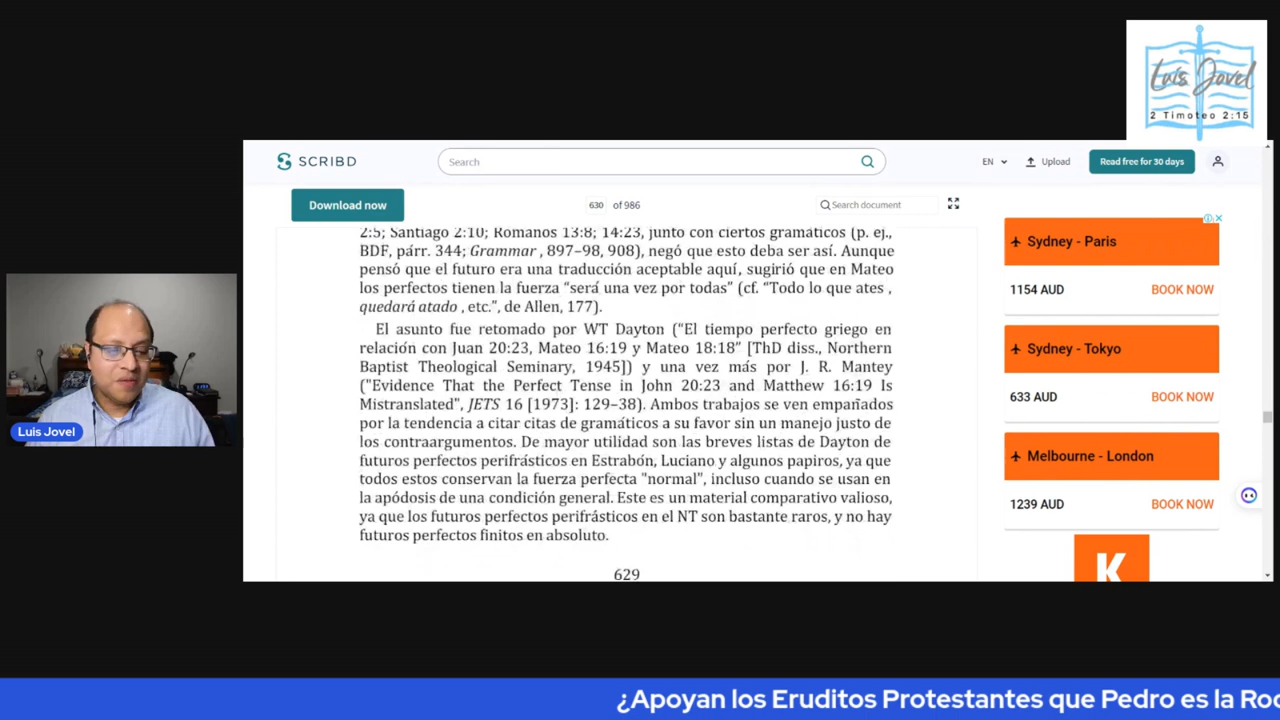 Luis Jovel
2 Timoteo 2:15
SCRIBD
Search
EN
Upload
Read free for 30 days
Download now
630 of 986
Search document
2:5; Santiago 2:10; Romanos 13:8; 14:23, junto con ciertos gramáticos (p. ej.,
BDF, párr. 344; Grammar , 897–98, 908), negó que esto deba ser así. Aunque
pensó que el futuro era una traducción aceptable aquí, sugirió que en Mateo
los perfectos tienen la fuerza “será una vez por todas” (cf. “Todo lo que ates ,
quedará atado , etc.”, de Allen, 177).
El asunto fue retomado por WT Dayton (“El tiempo perfecto griego en
relación con Juan 20:23, Mateo 16:19 y Mateo 18:18” [ThD diss., Northern
Baptist Theological Seminary, 1945]) y una vez más por J. R. Mantey
("Evidence That the Perfect Tense in John 20:23 and Matthew 16:19 Is
Mistranslated", JETS 16 [1973]: 129–38). Ambos trabajos se ven empañados
por la tendencia a citar citas de gramáticos a su favor sin un manejo justo de
los contraargumentos. De mayor utilidad son las breves listas de Dayton de
futuros perfectos perifrásticos en Estrabón, Luciano y algunos papiros, ya que
todos estos conservan la fuerza perfecta "normal", incluso cuando se usan en
la apódosis de una condición general. Este es un material comparativo valioso,
ya que los futuros perfectos perifrásticos en el NT son bastante raros, y no hay
futuros perfectos finitos en absoluto.
629
Sydney - Paris
1154 AUD BOOK NOW
Sydney - Tokyo
633 AUD BOOK NOW
Melbourne - London
1239 AUD BOOK NOW
K
Luis Jovel
¿Apoyan los Eruditos Protestantes que Pedro es la Roc